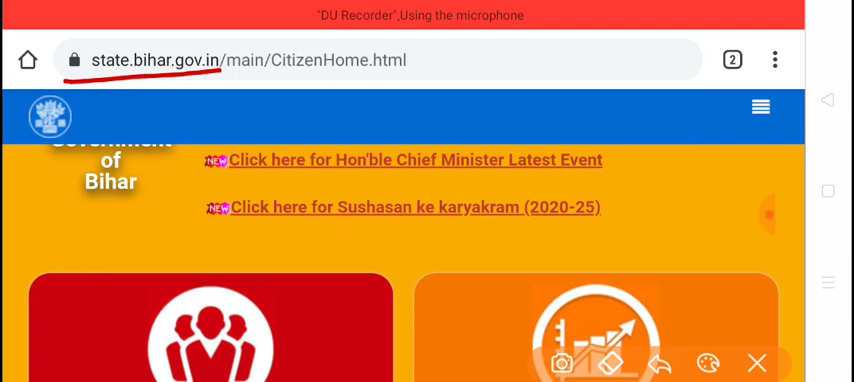 "DU Recorder",Using the microphone
state.bihar.gov.in/main/CitizenHome.html
2
Government
of
Bihar
NEW Click here for Hon'ble Chief Minister Latest Event
NEW Click here for Sushasan ke karyakram (2020-25)